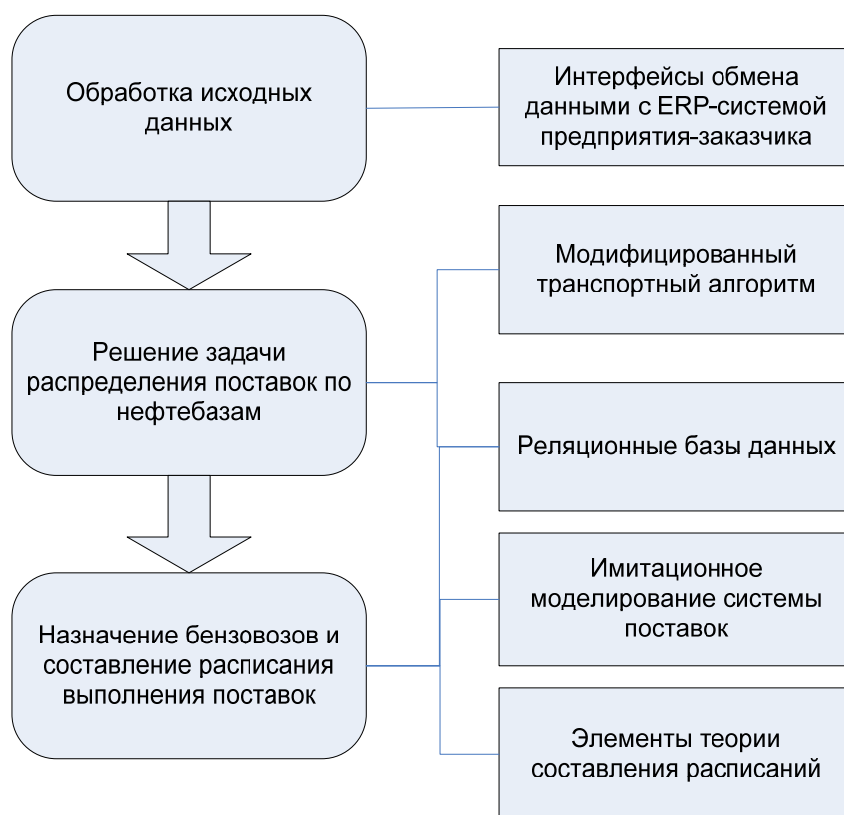 Обработка исходных
данных
Интерфейсы обмена
данными с ERP-системой
предприятия-заказчика
Модифицированный
транспортный алгоритм
Решение задачи
распределения поставок по
нефтебазам
Реляционные базы данных
Имитационное
моделирование системы
поставок
Назначение бензовозов и
составление расписания
выполнения поставок
Элементы теории
составления расписаний